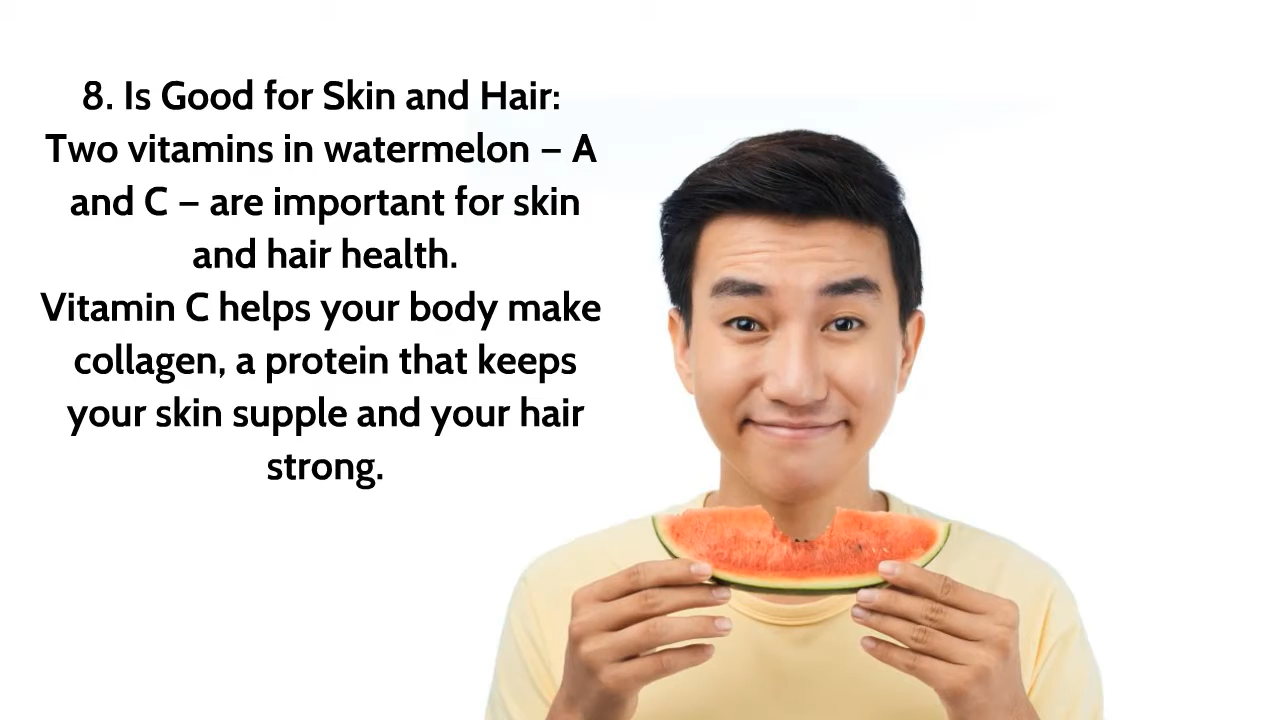 8. Is Good for Skin and Hair:
Two vitamins in watermelon – A
and C – are important for skin
and hair health.
Vitamin C helps your body make
collagen, a protein that keeps
your skin supple and your hair
strong.